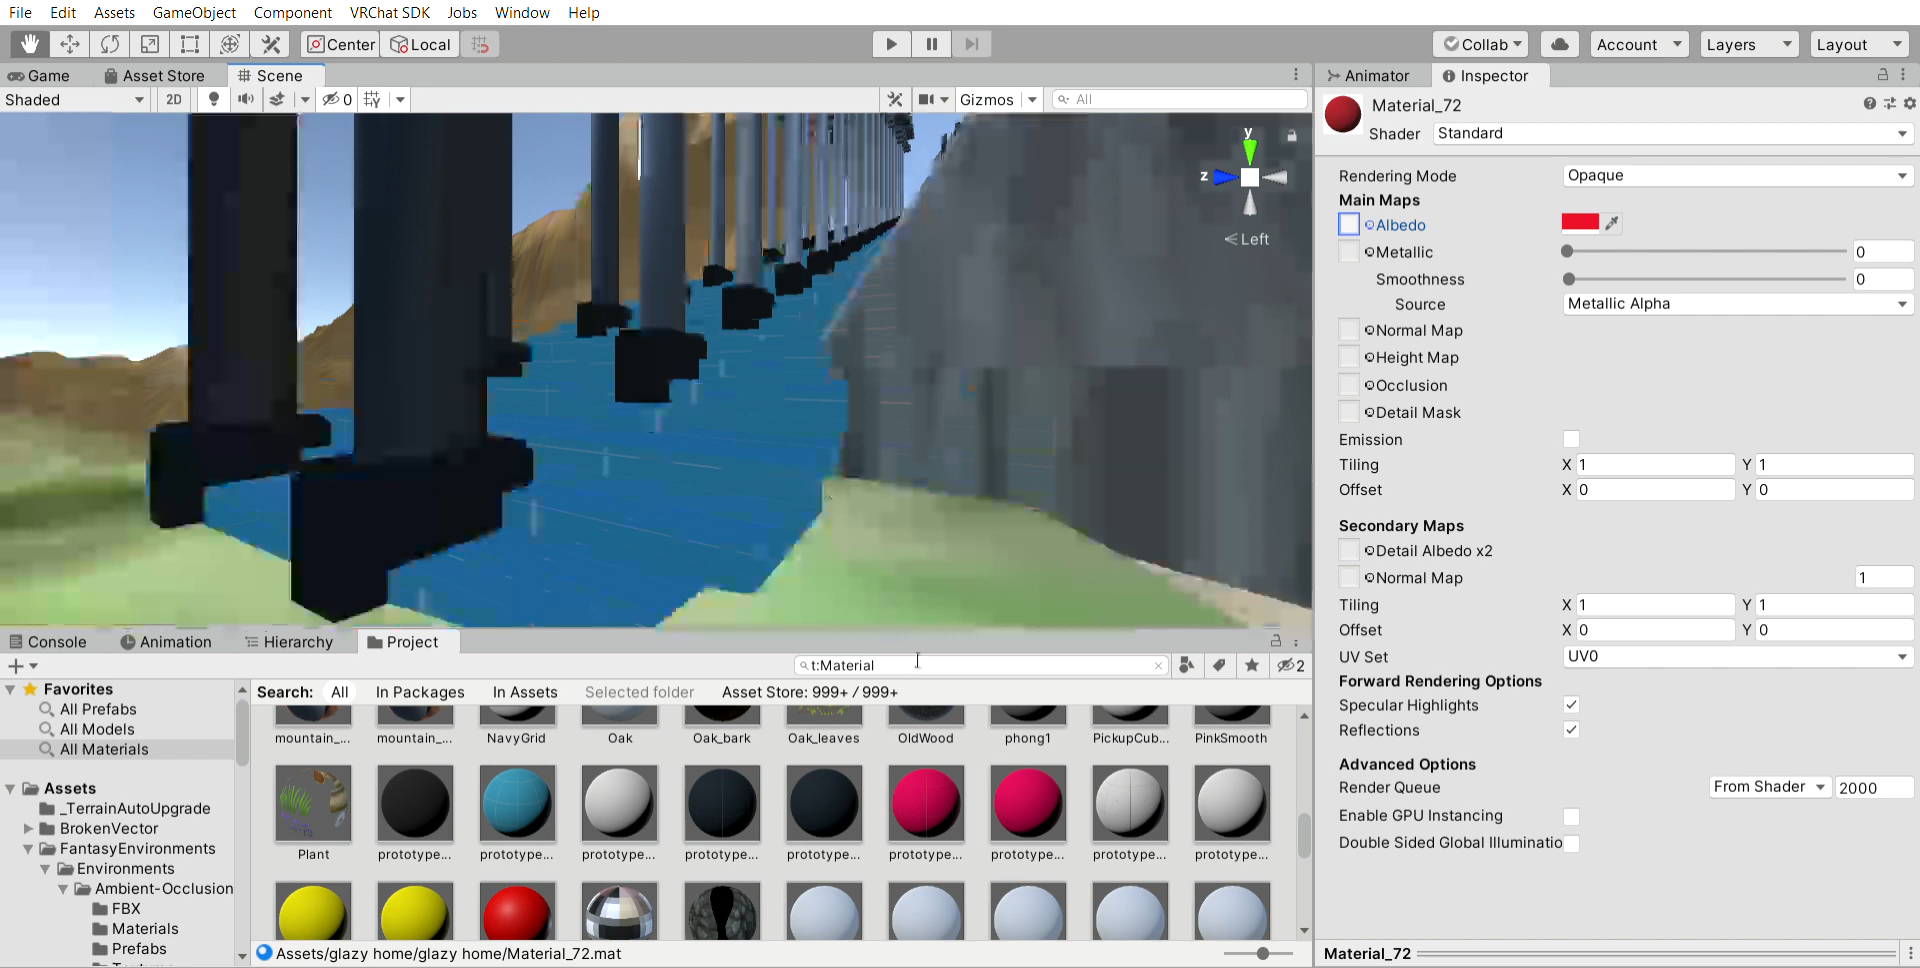 File Edit Assets GameObject Component VRChat SDK Jobs Window Help
Center Local Collab Account Layers Layout
Game Asset Store Scene Animator Inspector
Shaded 2D 0 Gizmos All
Material_72
Shader Standard
y
z
Left
Rendering Mode Opaque
Main Maps
Albedo
Metallic 0
Smoothness 0
Source Metallic Alpha
Normal Map
Height Map
Occlusion
Detail Mask
Emission
Tiling X 1 Y 1
Offset X 0 Y 0
Secondary Maps
Detail Albedo x2
Normal Map 1
Tiling X 1 Y 1
Offset X 0 Y 0
UV Set UV0
Forward Rendering Options
Specular Highlights
Reflections
Advanced Options
Render Queue From Shader 2000
Enable GPU Instancing
Double Sided Global Illuminatio
Material_72
Console Animation Hierarchy Project
t:Material 2
Favorites
All Prefabs
All Models
All Materials
Assets
_TerrainAutoUpgrade
BrokenVector
FantasyEnvironments
Environments
Ambient-Occlusion
FBX
Materials
Prefabs
Search: All In Packages In Assets Selected folder Asset Store: 999+ / 999+
mountain_... mountain_... NavyGrid Oak Oak_bark Oak_leaves OldWood phong1 PickupCub... PinkSmooth
Plant prototype... prototype... prototype... prototype... prototype... prototype... prototype... prototype... prototype...
Assets/glazy home/glazy home/Material_72.mat